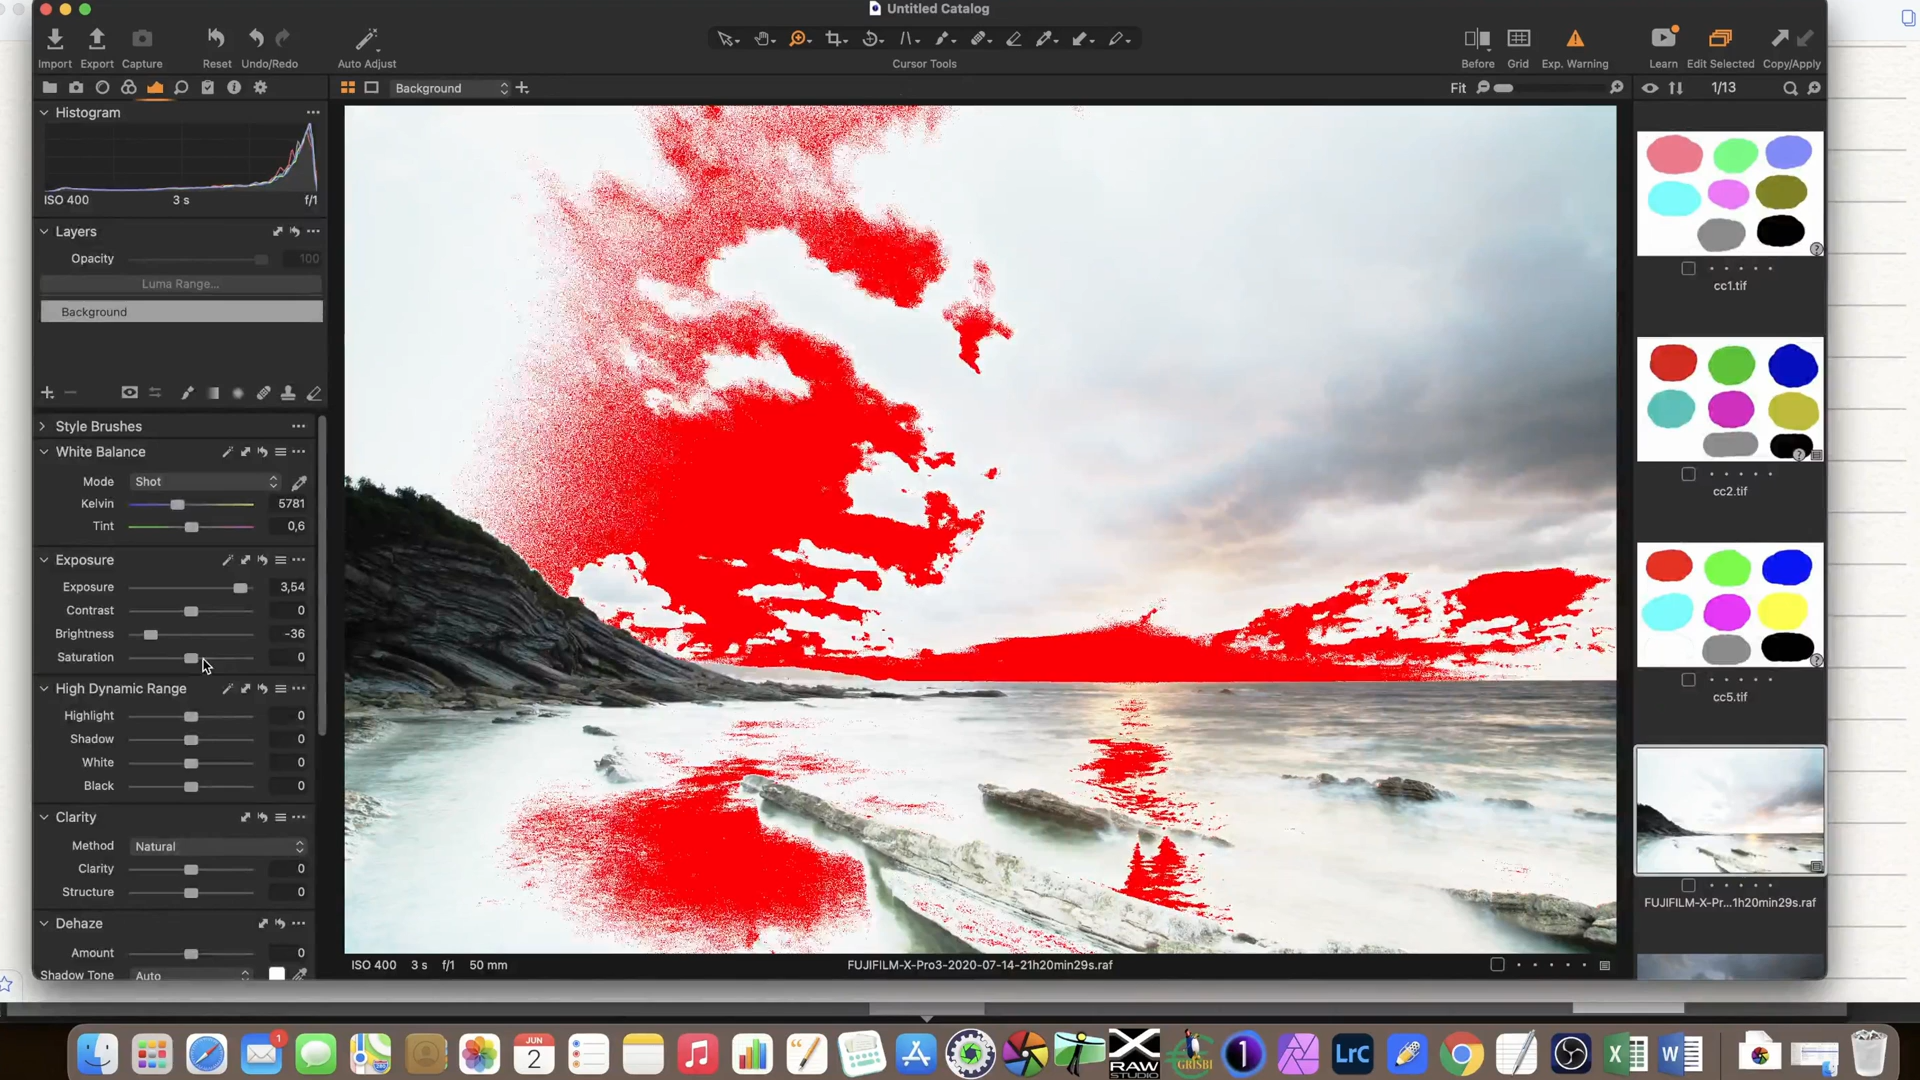 Untitled Catalog
Import Export Capture Reset Undo/Redo Auto Adjust Cursor Tools Before Grid Exp. Warning Learn Edit Selected Copy/Apply
Background Fit 1/13
Histogram
ISO 400 3 s f/1
Layers
Opacity 100
Luma Range...
Background
Style Brushes
White Balance
Mode Shot
Kelvin 5781
Tint 0,6
Exposure
Exposure 3,54
Contrast 0
Brightness -36
Saturation 0
High Dynamic Range
Highlight 0
Shadow 0
White 0
Black 0
Clarity
Method Natural
Clarity 0
Structure 0
Dehaze
Amount 0
Shadow Tone Auto
ISO 400 3 s f/1 50 mm FUJIFILM-X-Pro3-2020-07-14-21h20min29s.raf
cc1.tif
cc2.tif
cc5.tif
FUJIFILM-X-Pr...1h20min29s.raf
1
JUN
2
X
RAW
STUDIO
GRISBI
1
LrC
X
W